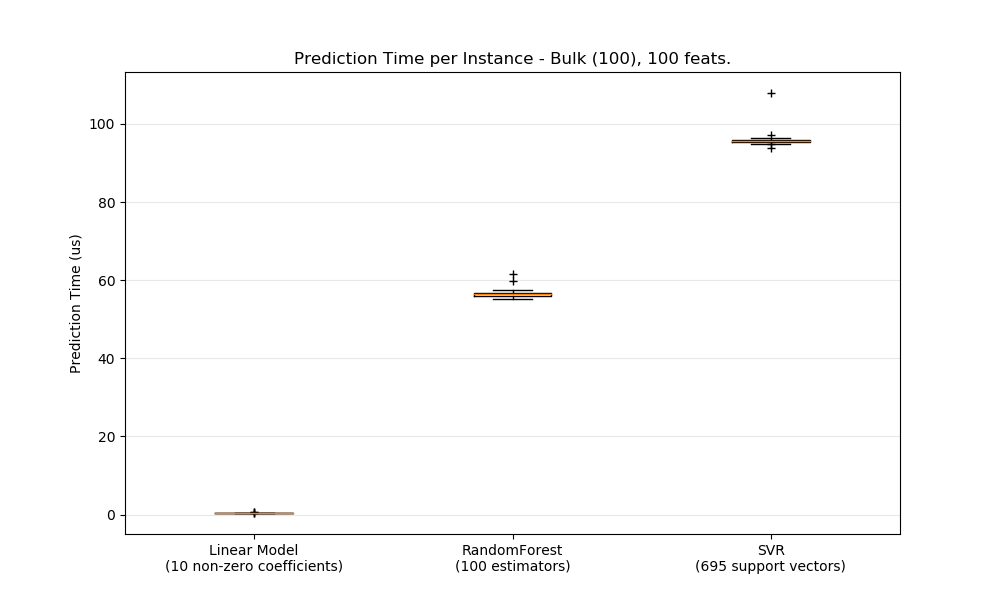 Prediction Time per Instance - Bulk (100), 100 feats.
Prediction Time (us)
100
80
60
40
20
0
Linear Model
(10 non-zero coefficients)
RandomForest
(100 estimators)
SVR
(695 support vectors)